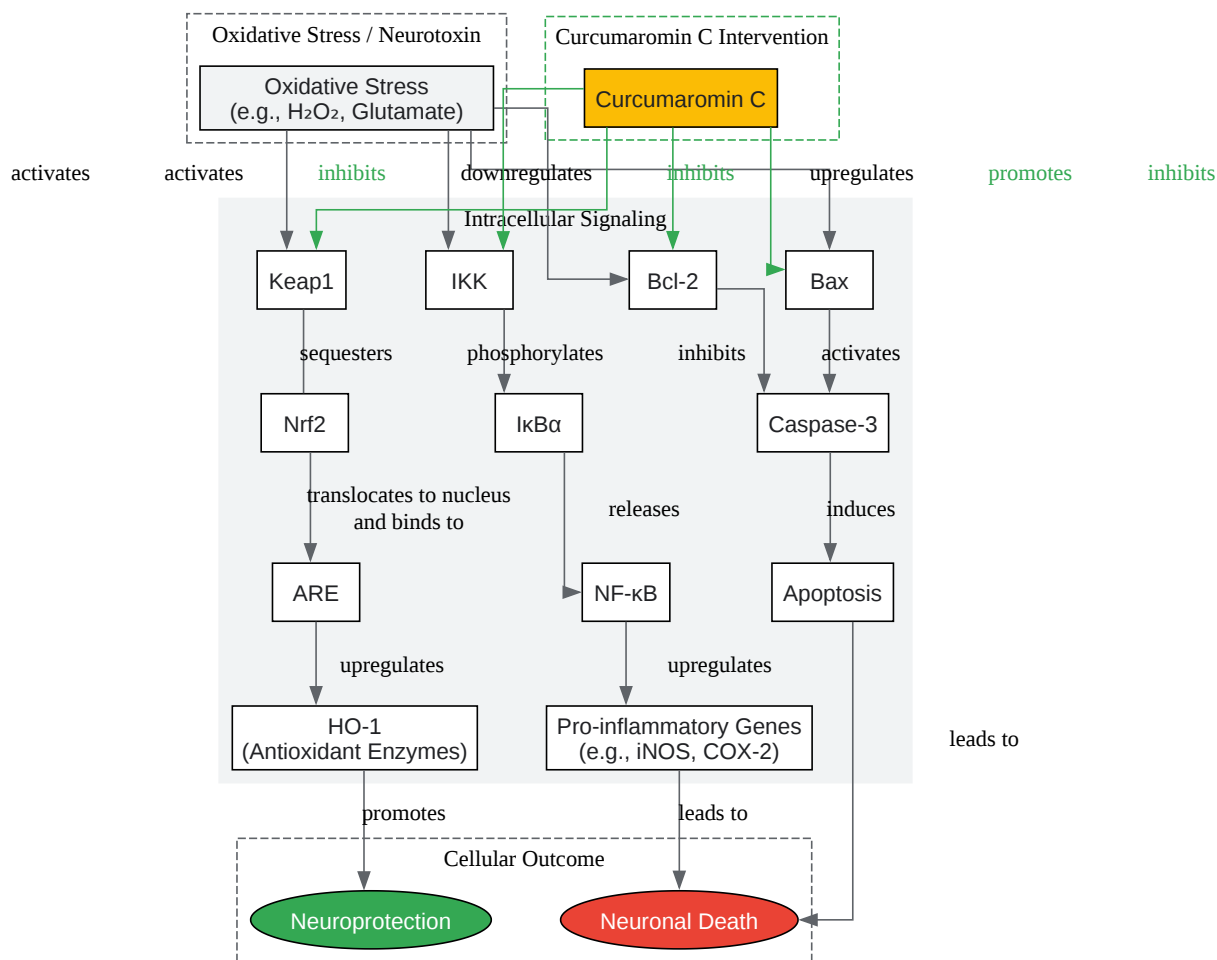 Oxidative Stress / Neurotoxin
Curcumaromin C Intervention
Oxidative Stress
(e.g., H₂O₂, Glutamate)
Curcumaromin C
activates
activates
inhibits
downregulates
inhibits
upregulates
promotes
inhibits
Intracellular Signaling
Keap1
IKK
Bcl-2
Bax
sequesters
phosphorylates
inhibits
activates
Nrf2
IκBα
Caspase-3
translocates to nucleus
and binds to
releases
induces
ARE
NF-κB
Apoptosis
upregulates
upregulates
HO-1
(Antioxidant Enzymes)
Pro-inflammatory Genes
(e.g., iNOS, COX-2)
leads to
promotes
leads to
Cellular Outcome
Neuroprotection
Neuronal Death